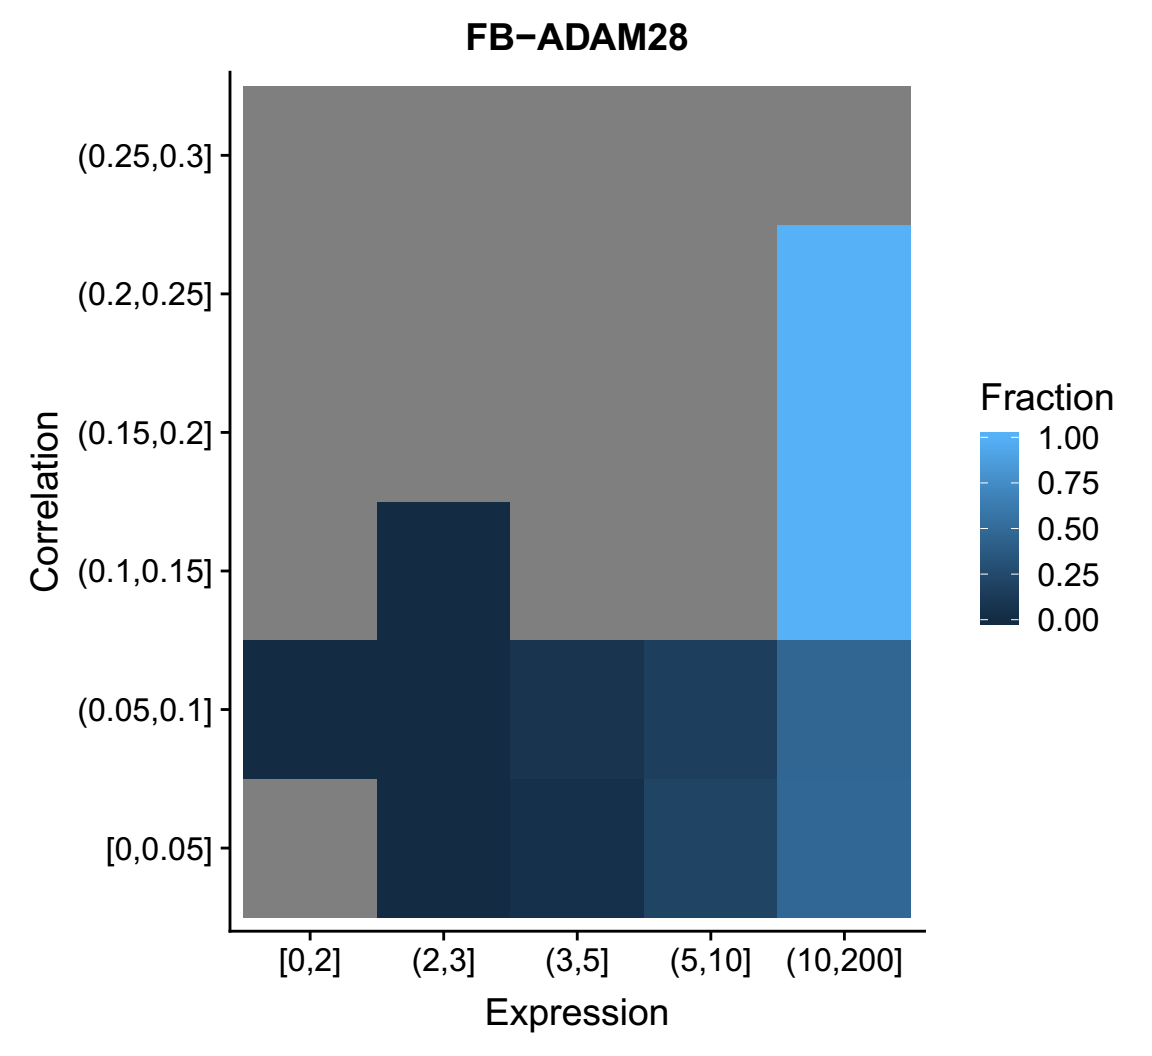 FB−ADAM28
Correlation
(0.25,0.3]
(0.2,0.25]
(0.15,0.2]
(0.1,0.15]
(0.05,0.1]
[0,0.05]
[0,2] (2,3] (3,5] (5,10] (10,200]
Expression
Fraction
1.00
0.75
0.50
0.25
0.00